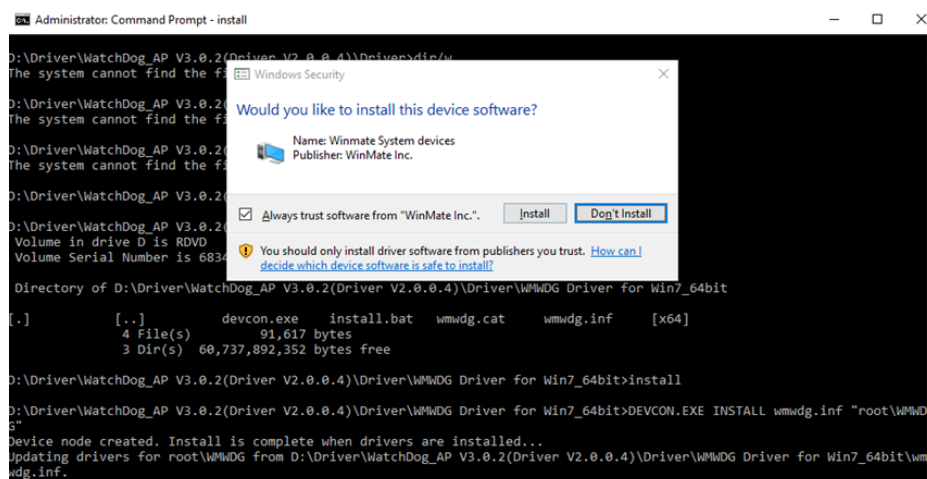 Administrator: Command Prompt - install
D:\Driver\WatchDog_AP V3.0.2(Driver V2.0.0.4)\Driver>dir/w
The system cannot find the fi
Windows Security
D:\Driver\WatchDog_AP V3.0.2(
The system cannot find the fi
Would you like to install this device software?
D:\Driver\WatchDog_AP V3.0.2(
The system cannot find the fi
Name: Winmate System devices
Publisher: WinMate Inc.
D:\Driver\WatchDog_AP V3.0.2(
Always trust software from "WinMate Inc.".
Install
Don't Install
D:\Driver\WatchDog_AP V3.0.2(
Volume in drive D is RDVD
Volume Serial Number is 6834
You should only install driver software from publishers you trust. How can I
decide which device software is safe to install?
Directory of D:\Driver\WatchDog_AP V3.0.2(Driver V2.0.0.4)\Driver\WMWDG Driver for Win7_64bit
[.] [..] devcon.exe install.bat wmwdg.cat wmwdg.inf [x64]
4 File(s) 91,617 bytes
3 Dir(s) 60,737,892,352 bytes free
D:\Driver\WatchDog_AP V3.0.2(Driver V2.0.0.4)\Driver\WMWDG Driver for Win7_64bit>install
D:\Driver\WatchDog_AP V3.0.2(Driver V2.0.0.4)\Driver\WMWDG Driver for Win7_64bit>DEVCON.EXE INSTALL wmwdg.inf "root\WMWD
G"
Device node created. Install is complete when drivers are installed...
Updating drivers for root\WMWDG from D:\Driver\WatchDog_AP V3.0.2(Driver V2.0.0.4)\Driver\WMWDG Driver for Win7_64bit\wm
wdg.inf.